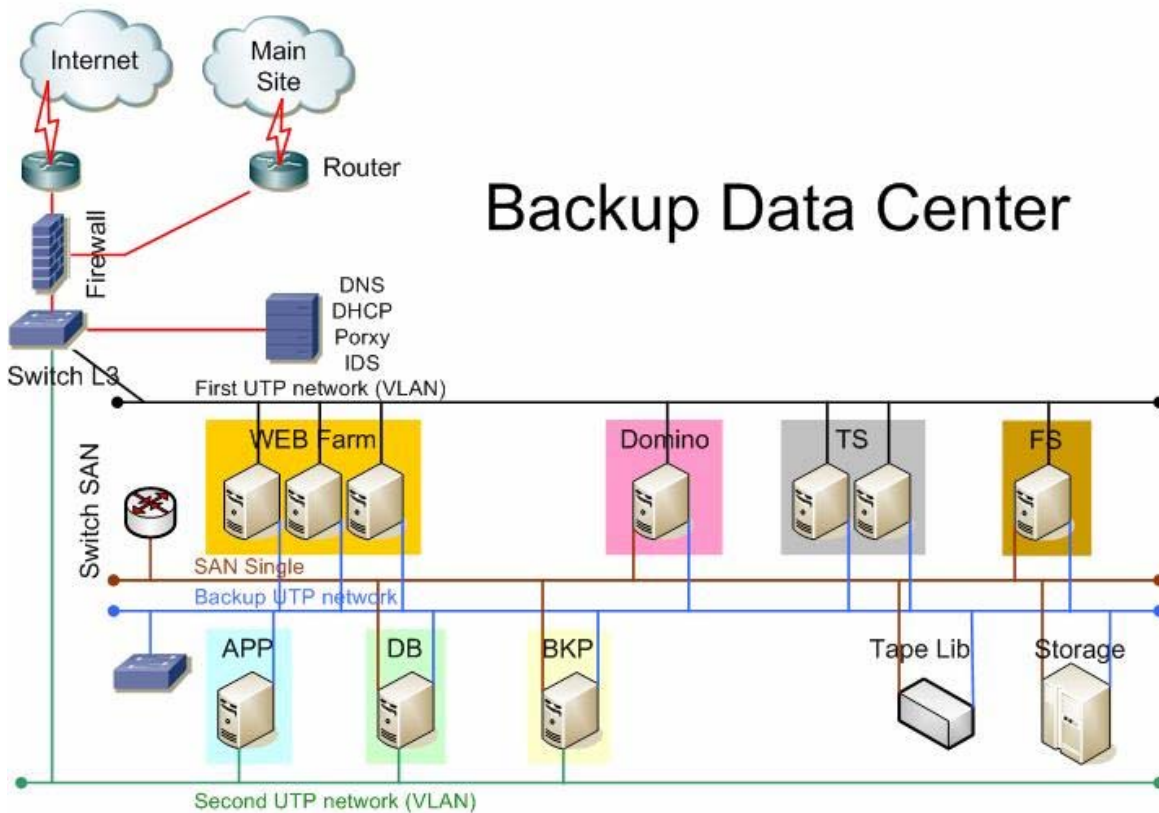 Internet
Main
Site
Router
Backup Data Center
Firewall
DNS
DHCP
Porxy
IDS
Switch L3
First UTP network (VLAN)
WEB Farm
Domino
TS
FS
Switch SAN
SAN Single
Backup UTP network
APP
DB
BKP
Tape Lib
Storage
Second UTP network (VLAN)